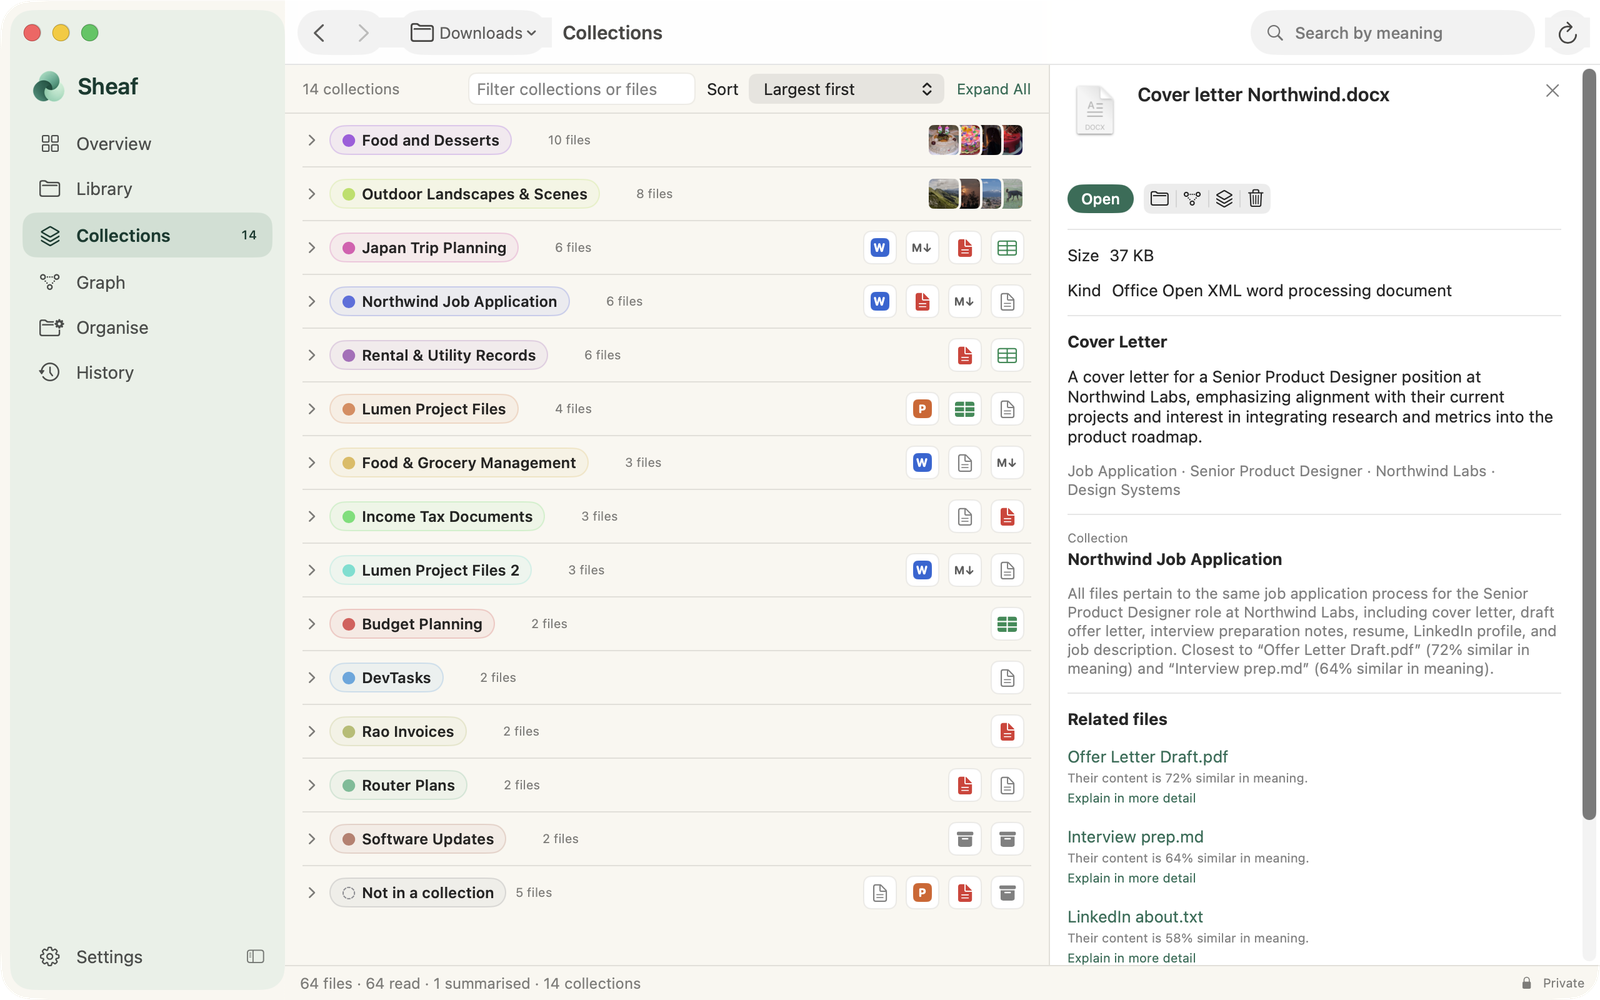 Sheaf
Overview
Library
Collections 14
Graph
Organise
History
Settings
Downloads
Collections
Search by meaning
14 collections
Filter collections or files
Sort
Largest first
Expand All
Food and Desserts 10 files
Outdoor Landscapes & Scenes 8 files
Japan Trip Planning 6 files
W M↓
Northwind Job Application 6 files
W M↓
Rental & Utility Records 6 files
Lumen Project Files 4 files
P
Food & Grocery Management 3 files
W M↓
Income Tax Documents 3 files
Lumen Project Files 2 3 files
W M↓
Budget Planning 2 files
DevTasks 2 files
Rao Invoices 2 files
Router Plans 2 files
Software Updates 2 files
Not in a collection 5 files
P
DOCX
Cover letter Northwind.docx
Open
Size 37 KB
Kind Office Open XML word processing document
Cover Letter
A cover letter for a Senior Product Designer position at
Northwind Labs, emphasizing alignment with their current
projects and interest in integrating research and metrics into the
product roadmap.
Job Application · Senior Product Designer · Northwind Labs ·
Design Systems
Collection
Northwind Job Application
All files pertain to the same job application process for the Senior
Product Designer role at Northwind Labs, including cover letter, draft
offer letter, interview preparation notes, resume, LinkedIn profile, and
job description. Closest to “Offer Letter Draft.pdf” (72% similar in
meaning) and “Interview prep.md” (64% similar in meaning).
Related files
Offer Letter Draft.pdf
Their content is 72% similar in meaning.
Explain in more detail
Interview prep.md
Their content is 64% similar in meaning.
Explain in more detail
LinkedIn about.txt
Their content is 58% similar in meaning.
Explain in more detail
64 files · 64 read · 1 summarised · 14 collections
Private